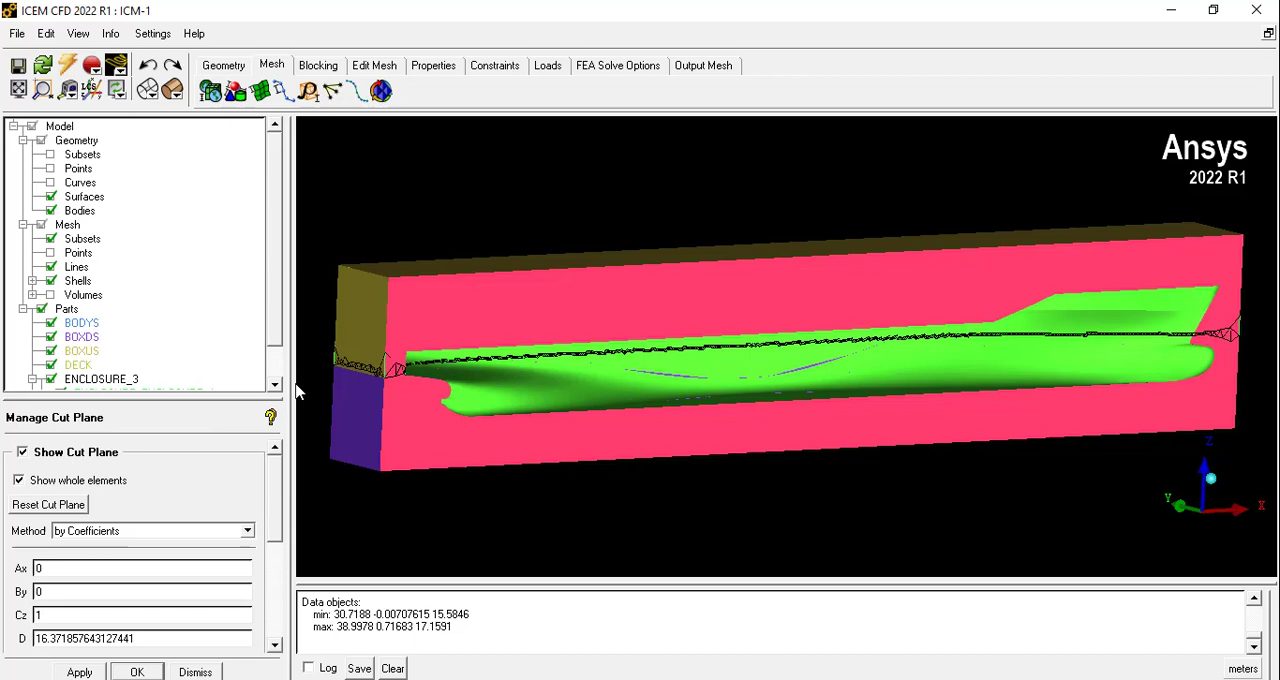 ICEM CFD 2022 R1 : ICM-1
File Edit View Info Settings Help
Geometry Mesh Blocking Edit Mesh Properties Constraints Loads FEA Solve Options Output Mesh
LCS
Model
Geometry
Subsets
Points
Curves
Surfaces
Bodies
Mesh
Subsets
Points
Lines
Shells
Volumes
Parts
BODYS
BOXDS
BOXUS
DECK
ENCLOSURE_3
Manage Cut Plane
Show Cut Plane
Show whole elements
Reset Cut Plane
Method by Coefficients
Ax 0
By 0
Cz 1
D 16.371857643127441
Apply OK Dismiss
Ansys
2022 R1
Z
Y
X
Data objects:
min: 30.7188 -0.00707615 15.5846
max: 38.9978 0.71683 17.1591
Log Save Clear
meters